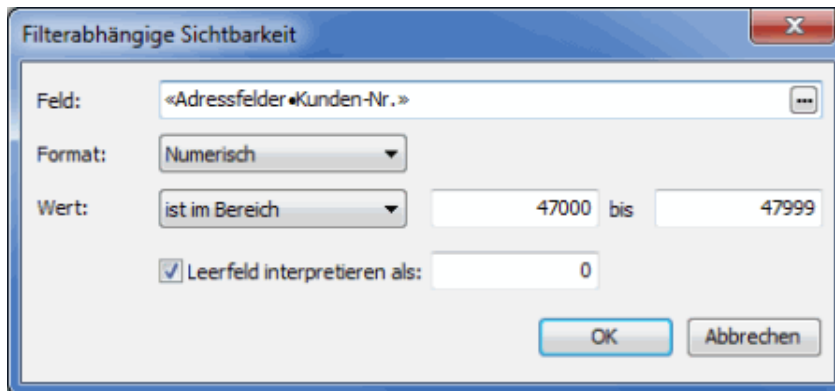 Filterabhängige Sichtbarkeit
Feld: «Adressfelder•Kunden-Nr.» ...
Format: Numerisch
Wert: ist im Bereich 47000 bis 47999
Leerfeld interpretieren als: 0
OK Abbrechen